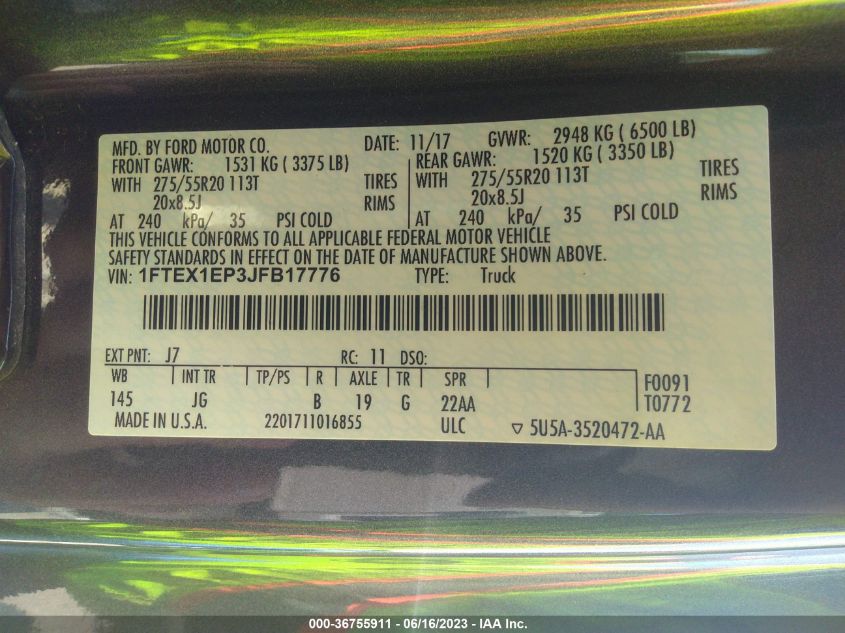 MFD. BY FORD MOTOR CO. DATE: 11/17 GVWR: 2948 KG ( 6500 LB)
FRONT GAWR: 1531 KG ( 3375 LB) REAR GAWR: 1520 KG ( 3350 LB)
WITH 275/55R20 113T TIRES WITH 275/55R20 113T TIRES
20x8.5J RIMS 20x8.5J RIMS
AT 240 kPa/ 35 PSI COLD AT 240 kPa/ 35 PSI COLD
THIS VEHICLE CONFORMS TO ALL APPLICABLE FEDERAL MOTOR VEHICLE
SAFETY STANDARDS IN EFFECT ON THE DATE OF MANUFACTURE SHOWN ABOVE.
VIN: 1FTEX1EP3JFB17776 TYPE: Truck
EXT PNT: J7 RC: 11 DSO:
WB INT TR TP/PS R AXLE TR SPR F0091
145 JG B 19 G 22AA T0772
MADE IN U.S.A. 2201711016855 ULC ▽ 5U5A-3520472-AA
000-36755911 - 06/16/2023 - IAA Inc.